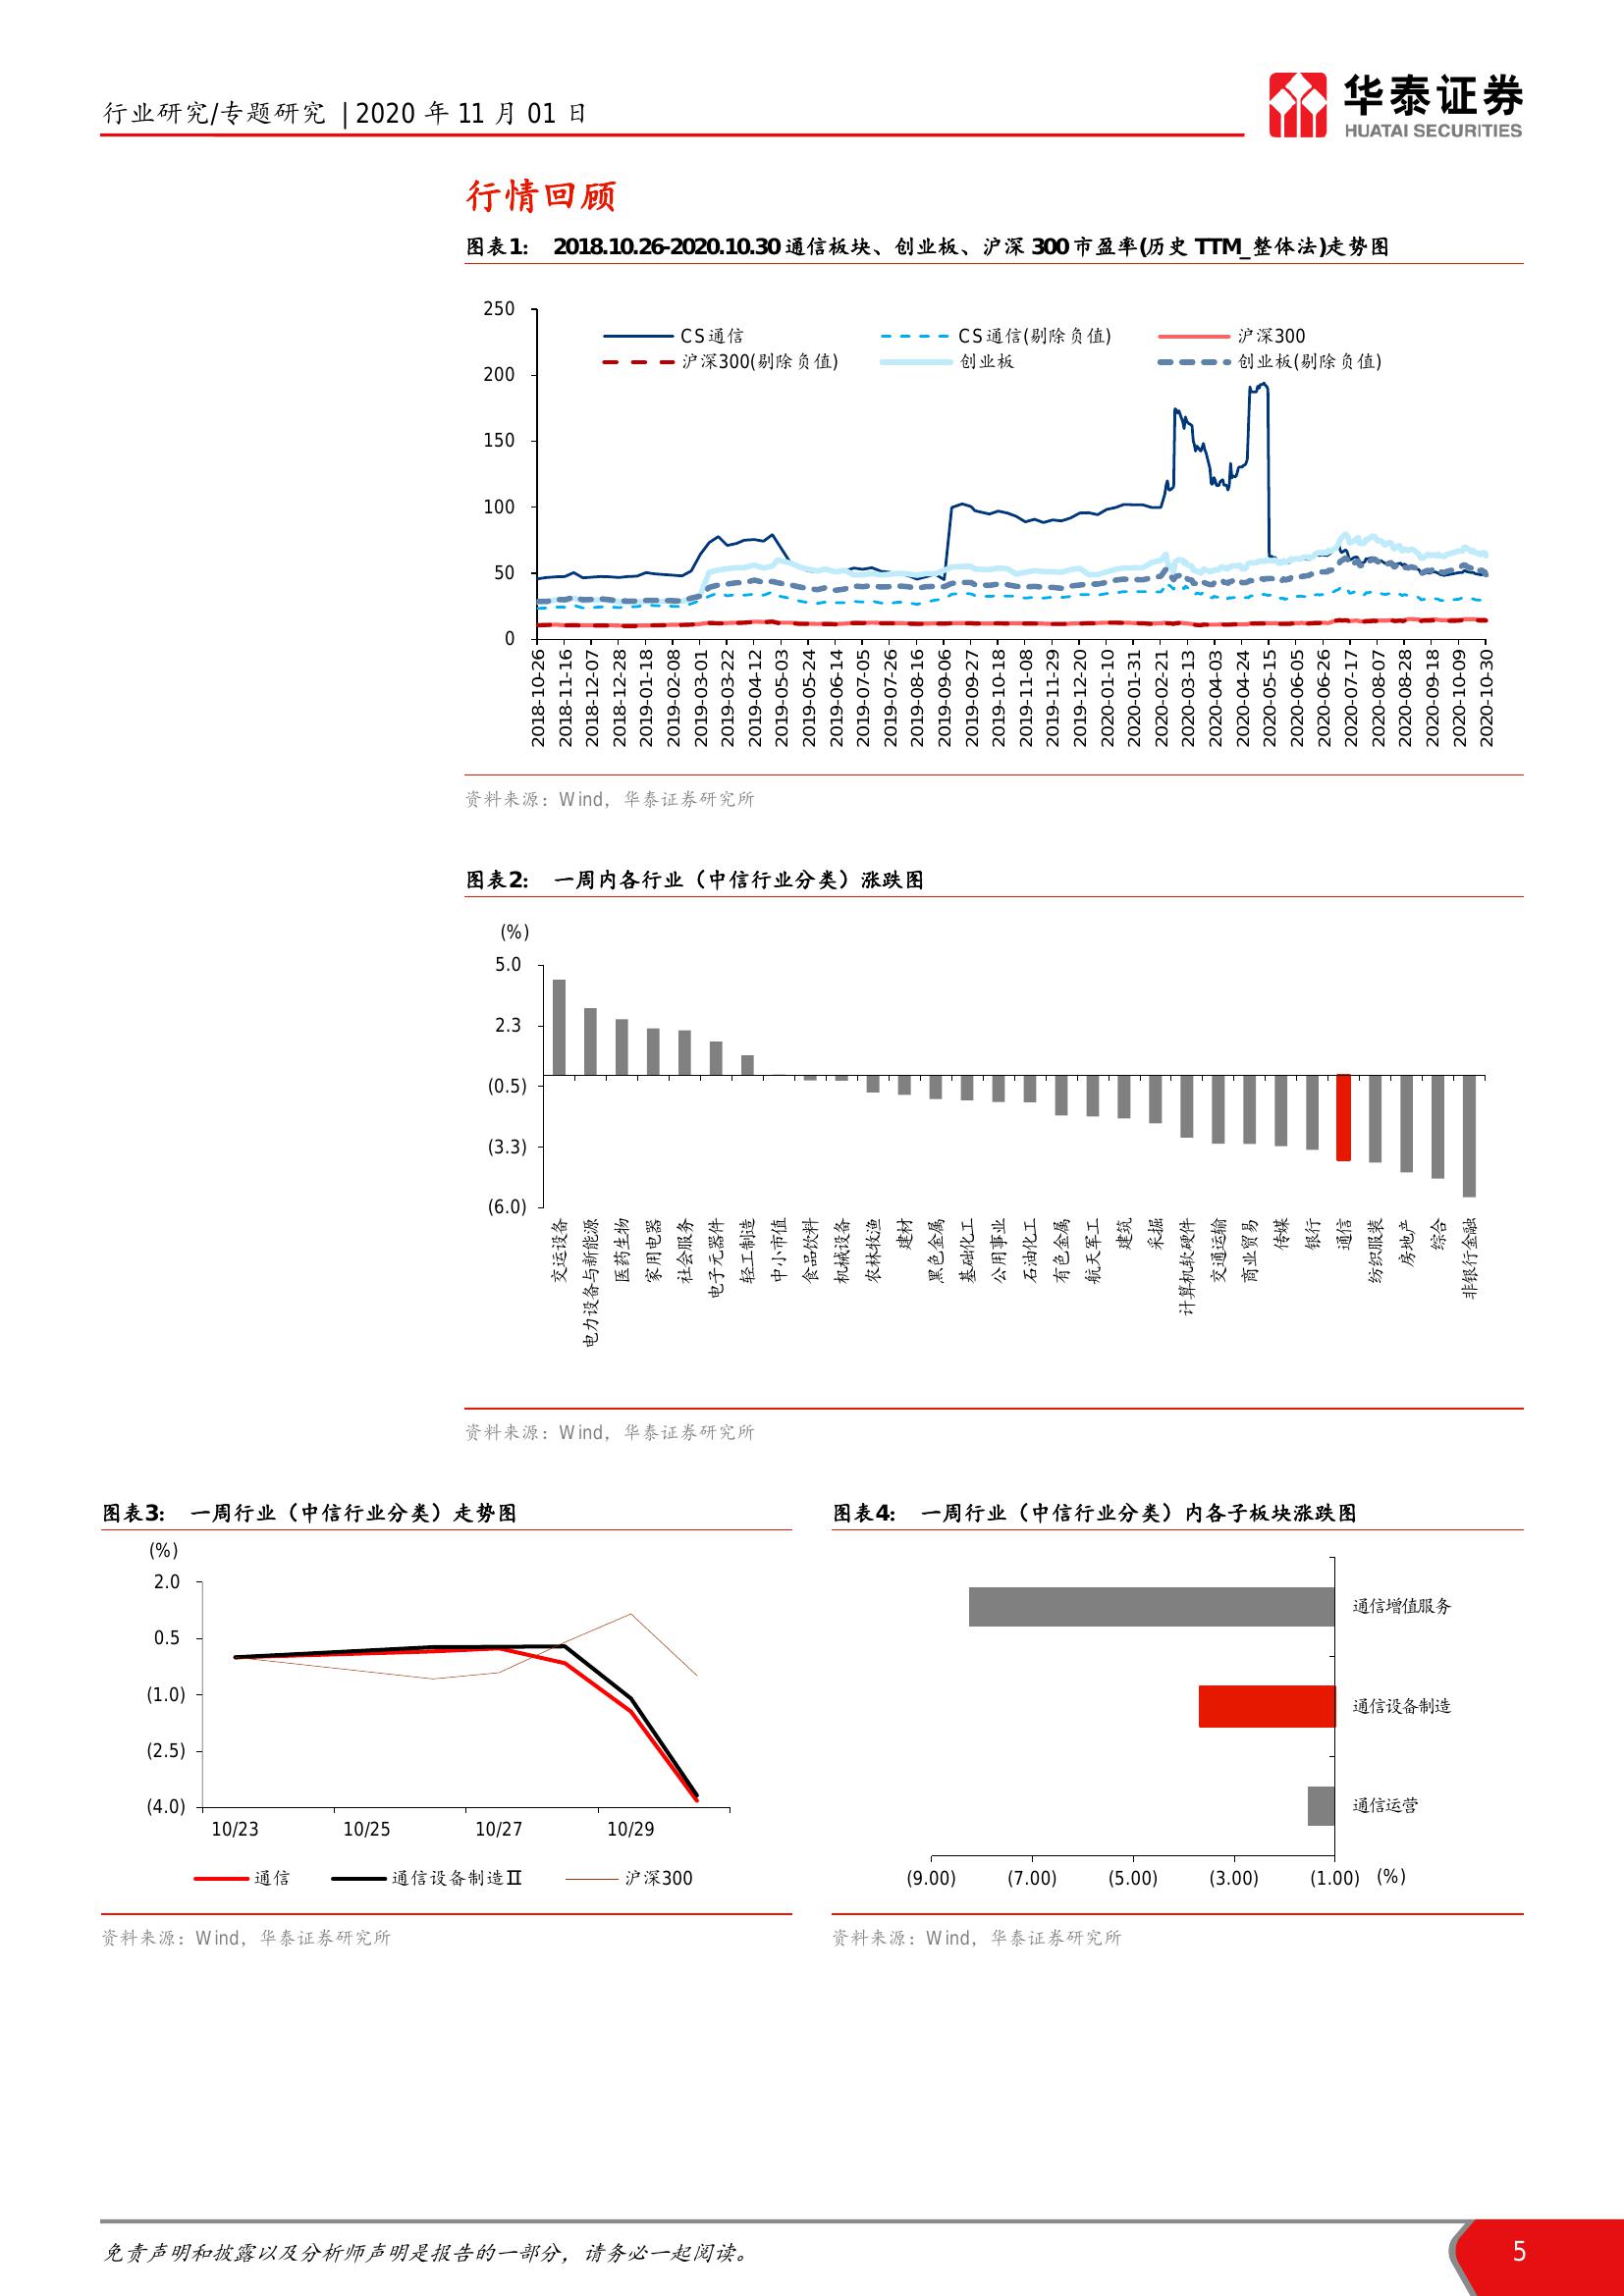 行业研究/专题研究 | 2020 年 11 月 01 日
华泰证券
HUATAI SECURITIES
行情回顾
图表1: 2018.10.26-2020.10.30 通信板块、创业板、沪深 300 市盈率(历史 TTM_整体法)走势图
250
200
150
100
50
0
CS通信
CS通信(剔除负值)
沪深300
沪深300(剔除负值)
创业板
创业板(剔除负值)
2018-10-26
2018-11-16
2018-12-07
2018-12-28
2019-01-18
2019-02-08
2019-03-01
2019-03-22
2019-04-12
2019-05-03
2019-05-24
2019-06-14
2019-07-05
2019-07-26
2019-08-16
2019-09-06
2019-09-27
2019-10-18
2019-11-08
2019-11-29
2019-12-20
2020-01-10
2020-01-31
2020-02-21
2020-03-13
2020-04-03
2020-04-24
2020-05-15
2020-06-05
2020-06-26
2020-07-17
2020-08-07
2020-08-28
2020-09-18
2020-10-09
2020-10-30
资料来源：Wind，华泰证券研究所
图表2: 一周内各行业（中信行业分类）涨跌图
(%)
5.0
2.3
(0.5)
(3.3)
(6.0)
交运设备
电力设备与新能源
医药生物
家用电器
社会服务
电子元器件
轻工制造
中小市值
食品饮料
机械设备
农林牧渔
建材
黑色金属
基础化工
公用事业
石油化工
有色金属
航天军工
建筑
采掘
计算机软硬件
交通运输
商业贸易
传媒
银行
通信
纺织服装
房地产
综合
非银行金融
资料来源：Wind，华泰证券研究所
图表3: 一周行业（中信行业分类）走势图
(%)
2.0
0.5
(1.0)
(2.5)
(4.0)
10/23
10/25
10/27
10/29
通信
通信设备制造Ⅱ
沪深300
资料来源：Wind，华泰证券研究所
图表4: 一周行业（中信行业分类）内各子板块涨跌图
通信增值服务
通信设备制造
通信运营
(9.00)
(7.00)
(5.00)
(3.00)
(1.00)
(%)
资料来源：Wind，华泰证券研究所
免责声明和披露以及分析师声明是报告的一部分，请务必一起阅读。
5